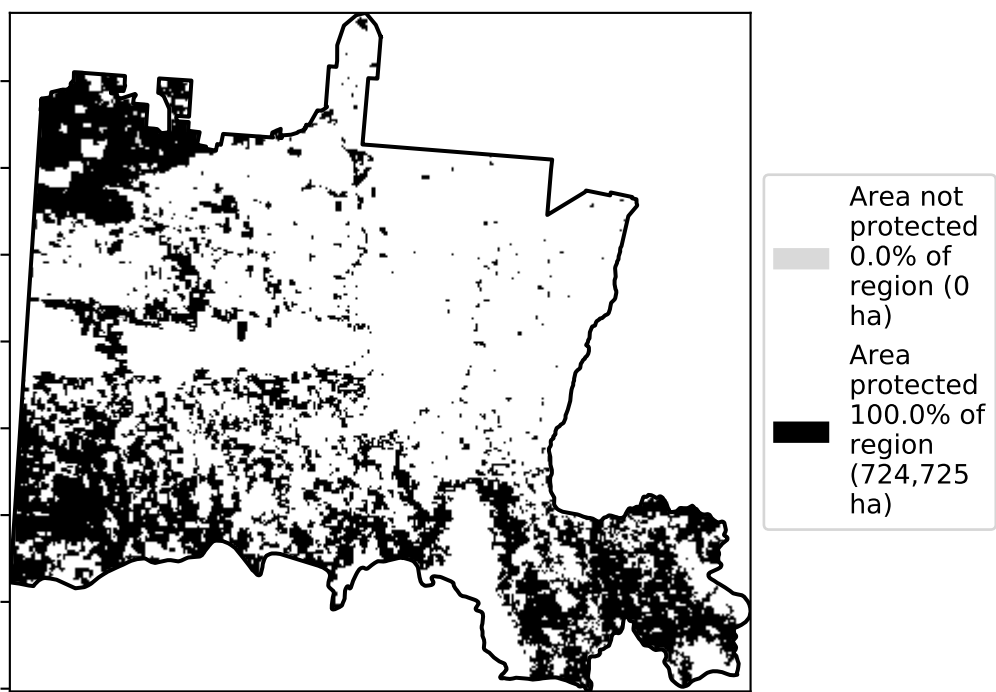 Area not
protected
0.0% of
region (0
ha)
Area
protected
100.0% of
region
(724,725
ha)